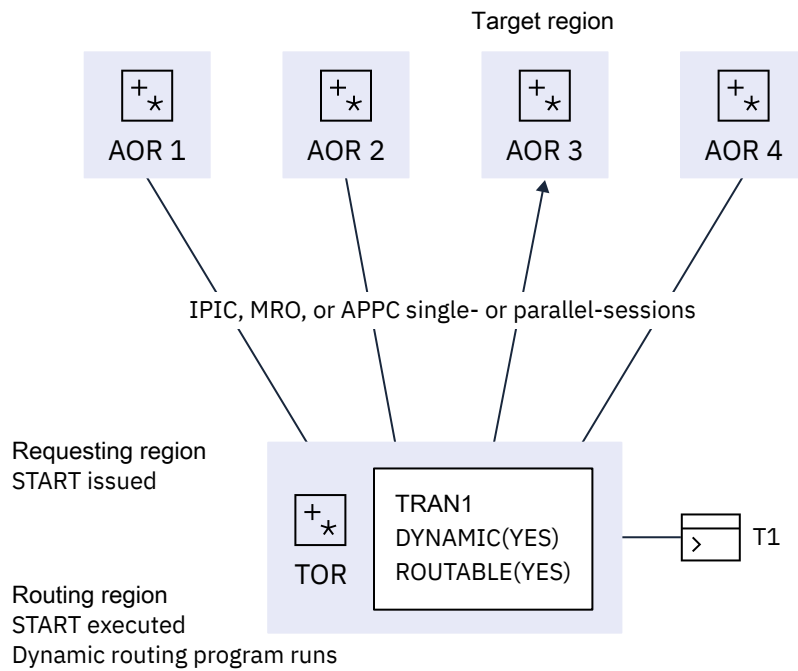 Target region
AOR 1
AOR 2
AOR 3
AOR 4
IPIC, MRO, or APPC single- or parallel-sessions
Requesting region
START issued
TRAN1
DYNAMIC(YES)
ROUTABLE(YES)
TOR
T1
Routing region
START executed
Dynamic routing program runs